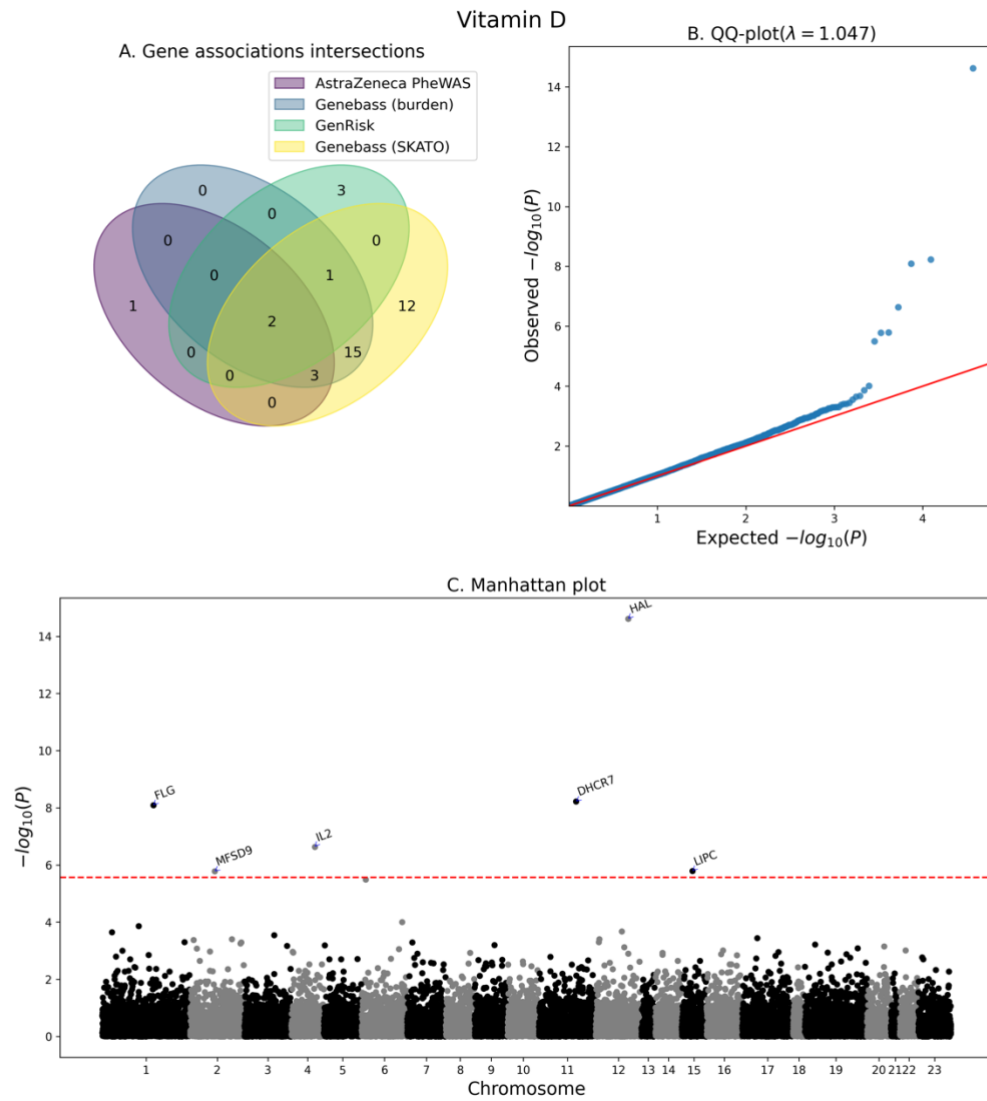 Vitamin D
A. Gene associations intersections
AstraZeneca PheWAS
Genebass (burden)
GenRisk
Genebass (SKATO)
0
3
0
0
0
0
1
1
12
2
0
15
0
3
0
B. QQ-plot(λ = 1.047)
Observed −log10(P)
14
12
10
8
6
4
2
1 2 3 4
Expected −log10(P)
C. Manhattan plot
−log10(P)
14
12
10
8
6
4
2
0
HAL
FLG
DHCR7
IL2
MFSD9
LIPC
1 2 3 4 5 6 7 8 9 10 11 12 13 14 15 16 17 18 19 20 2122 23
Chromosome